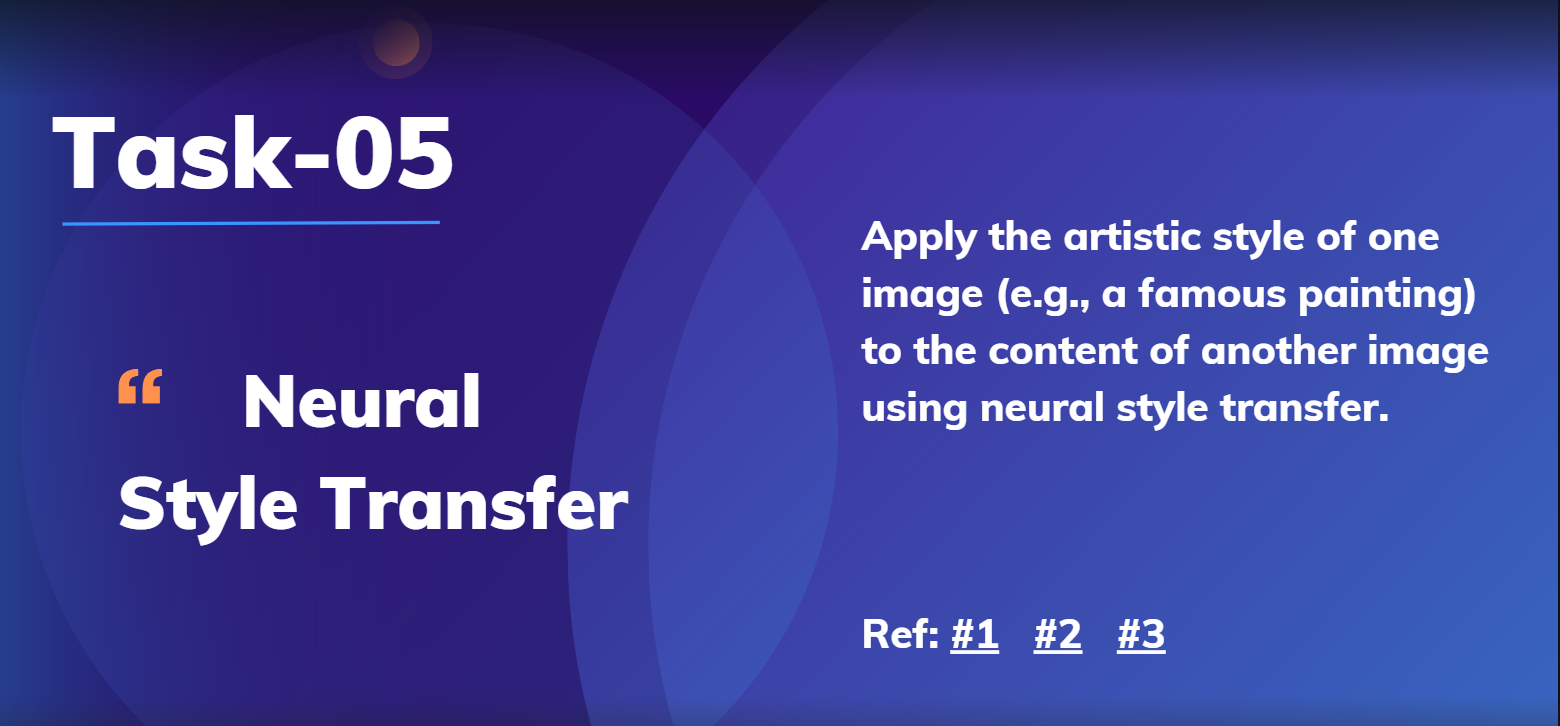 Task-05
“ Neural
Style Transfer
Apply the artistic style of one
image (e.g., a famous painting)
to the content of another image
using neural style transfer.
Ref: #1 #2 #3